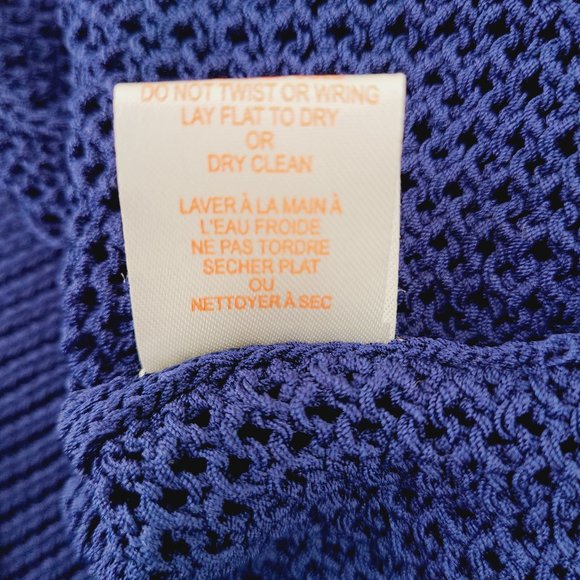 DO NOT TWIST OR WRING
LAY FLAT TO DRY
OR
DRY CLEAN
LAVER À LA MAIN À
L'EAU FROIDE
NE PAS TORDRE
SECHER PLAT
OU
NETTOYER À SEC